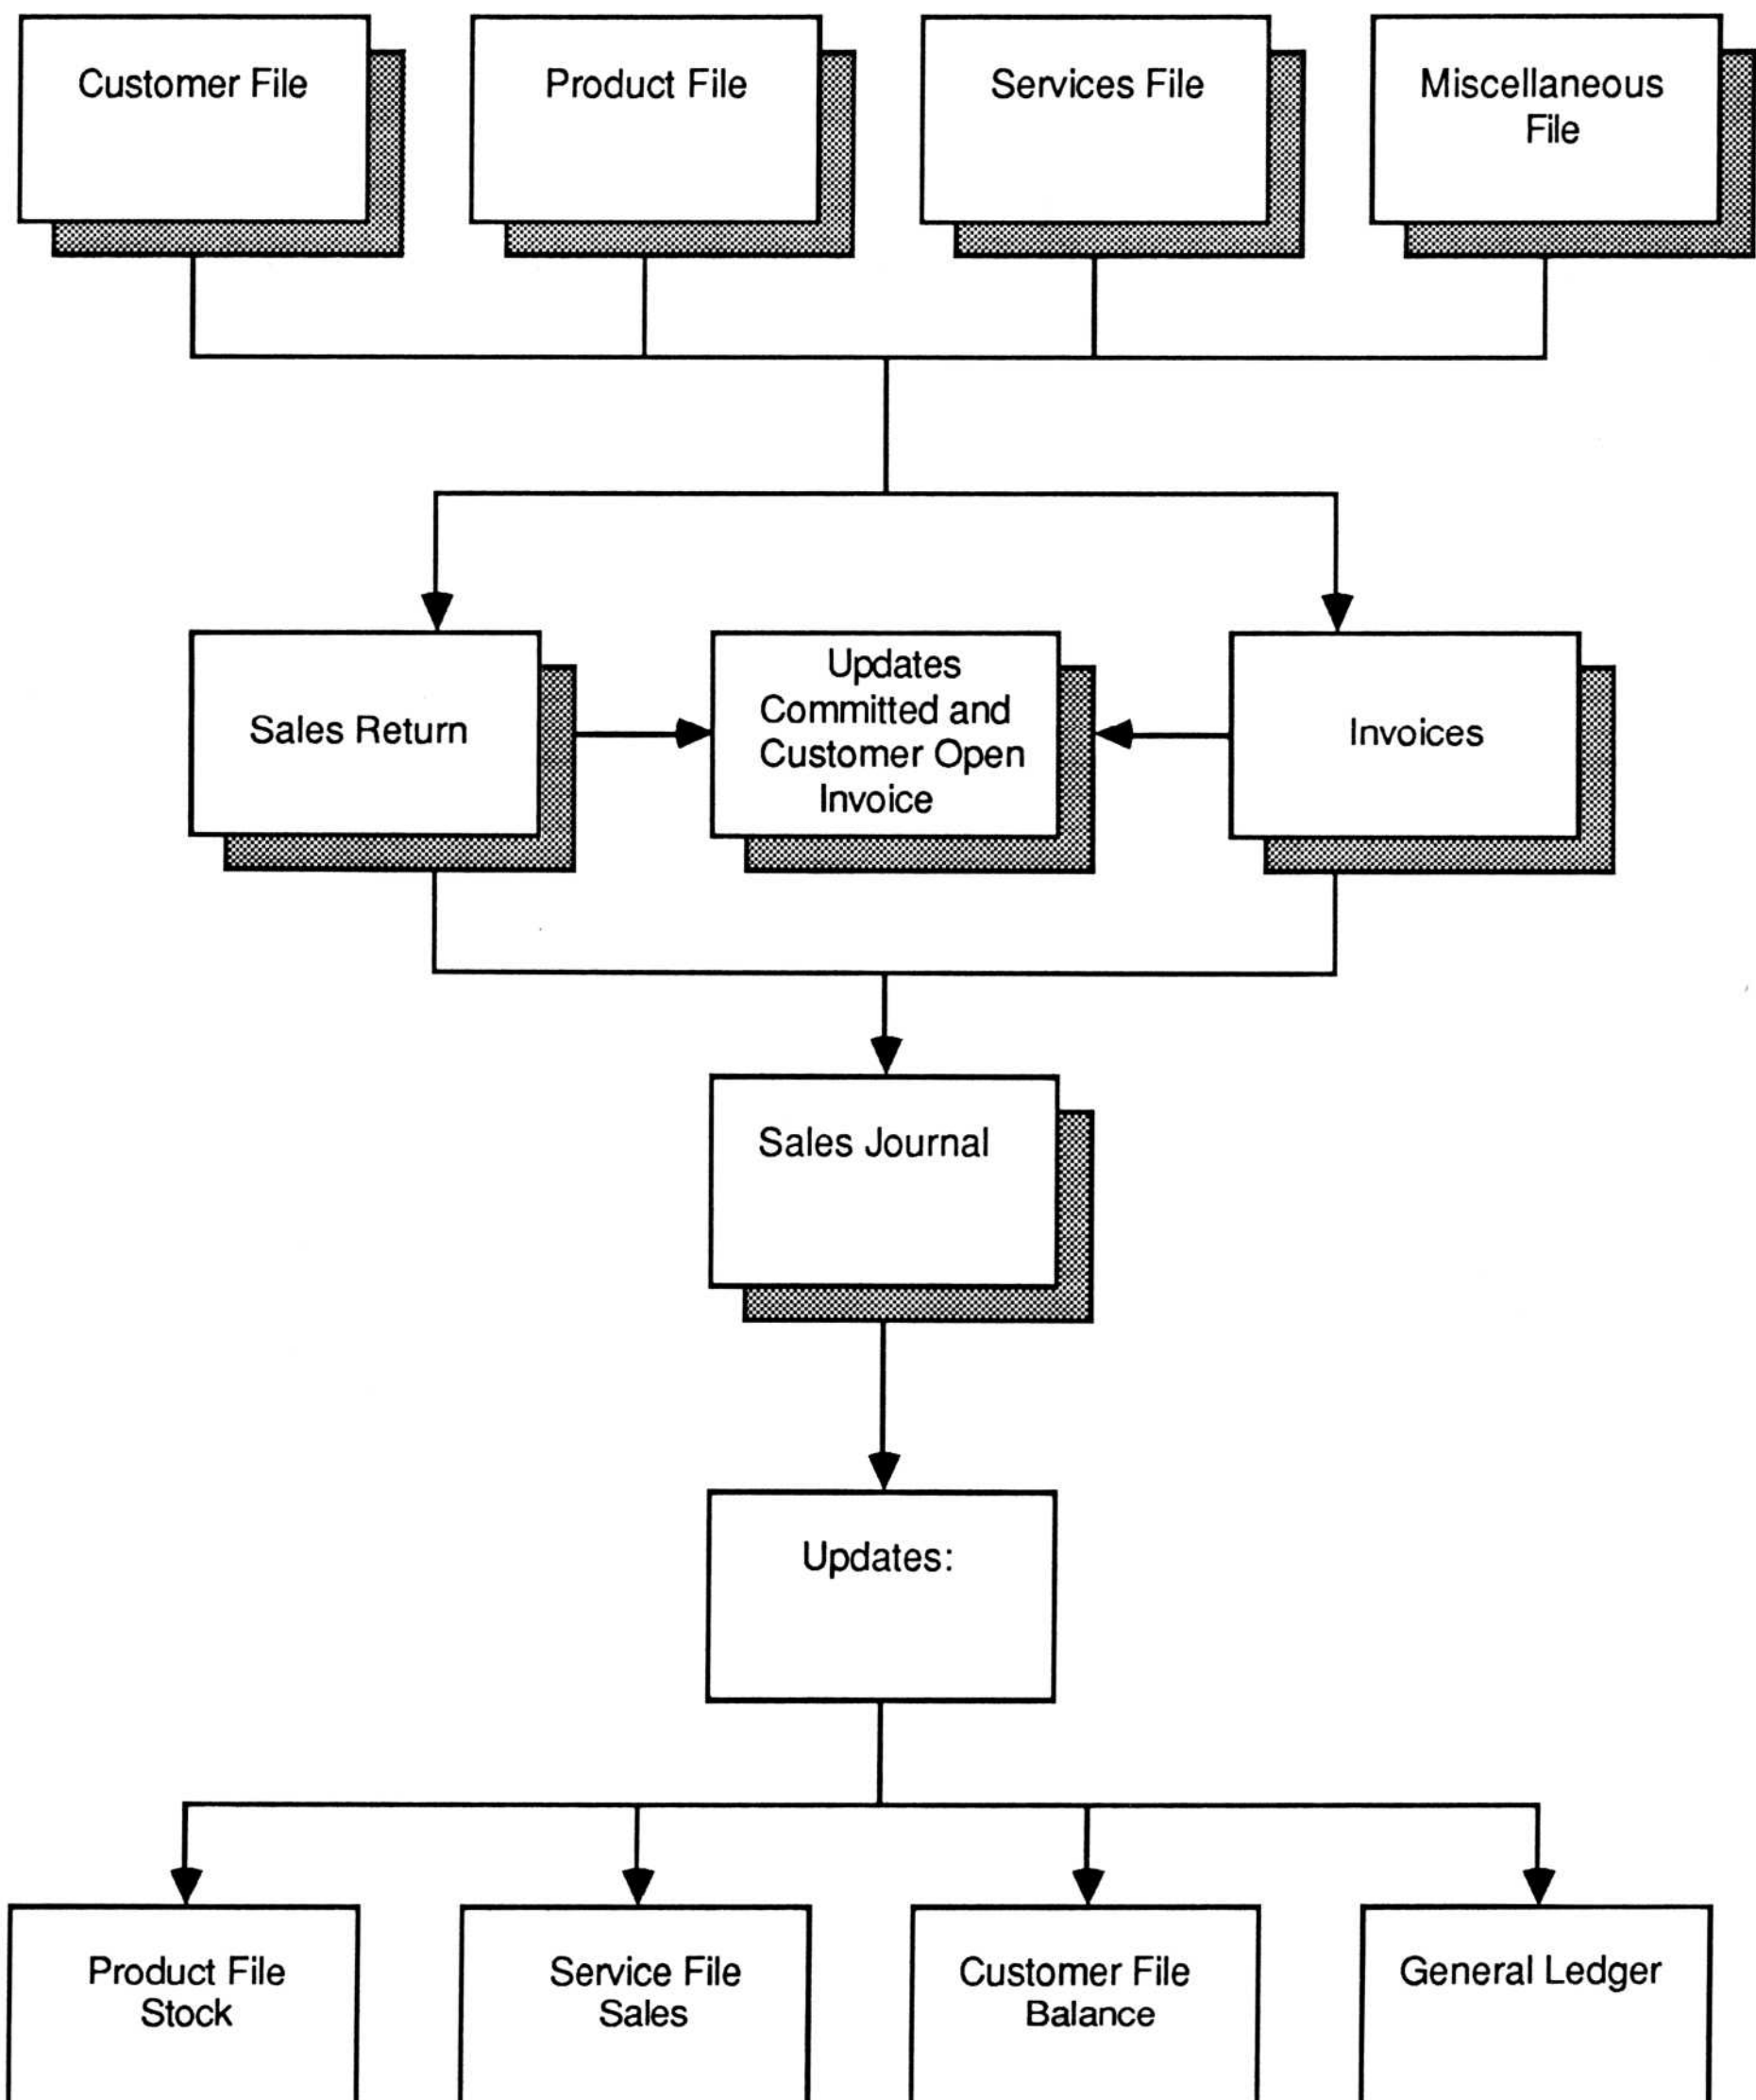 Customer File
Product File
Services File
Miscellaneous
File
Sales Return
Updates
Committed and
Customer Open
Invoice
Invoices
Sales Journal
Updates:
Product File
Stock
Service File
Sales
Customer File
Balance
General Ledger